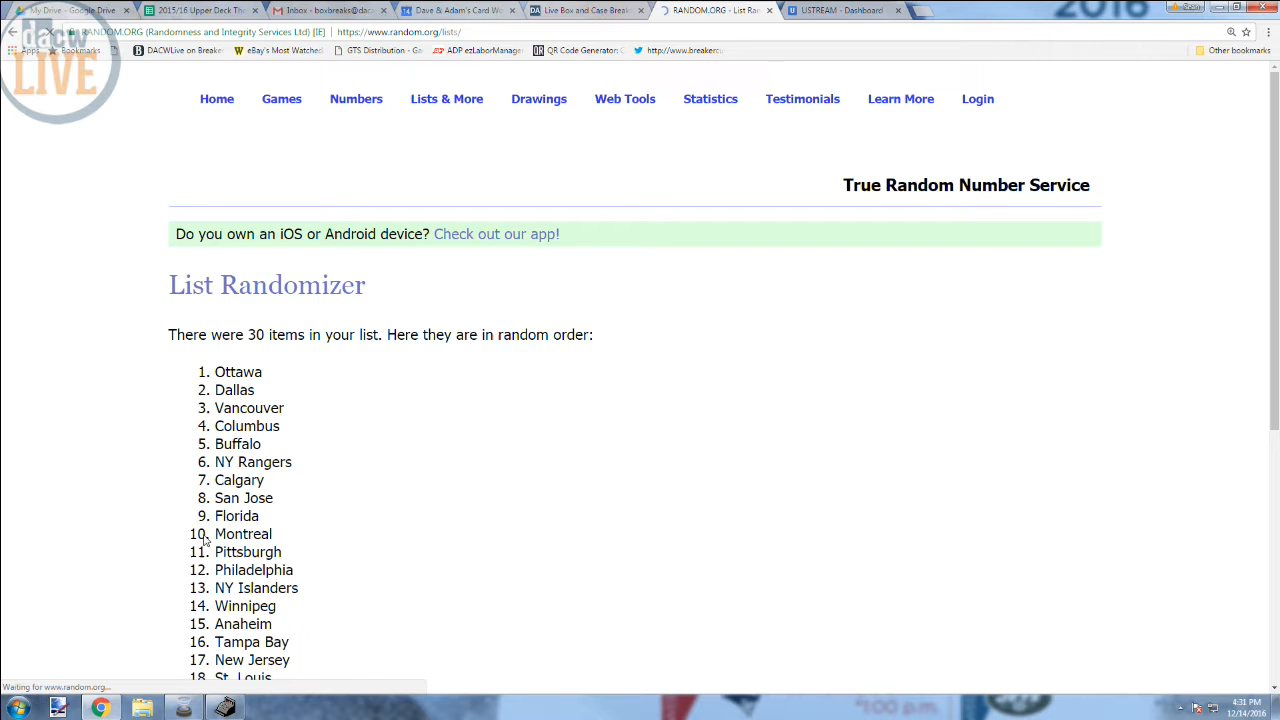 2016
My Drive - Google Drive
2015/16 Upper Deck The
Inbox - boxbreaks@dac
Dave & Adam's Card Wo
Live Box and Case Break
RANDOM.ORG - List Ran
USTREAM - Dashboard
Sean
RANDOM.ORG (Randomness and Integrity Services Ltd) [IE] https://www.random.org/lists/
Apps Bookmarks DACWLive on Breake eBay's Most Watched GTS Distribution - Ga ADP ezLaborManage QR Code Generator: C http://www.breakercu Other bookmarks
dacw
LIVE
Home Games Numbers Lists & More Drawings Web Tools Statistics Testimonials Learn More Login
True Random Number Service
Do you own an iOS or Android device? Check out our app!
List Randomizer
There were 30 items in your list. Here they are in random order:
1. Ottawa
2. Dallas
3. Vancouver
4. Columbus
5. Buffalo
6. NY Rangers
7. Calgary
8. San Jose
9. Florida
10. Montreal
11. Pittsburgh
12. Philadelphia
13. NY Islanders
14. Winnipeg
15. Anaheim
16. Tampa Bay
17. New Jersey
18. St. Louis
Waiting for www.random.org...
1:00 p.m.
4:31 PM
12/14/2016